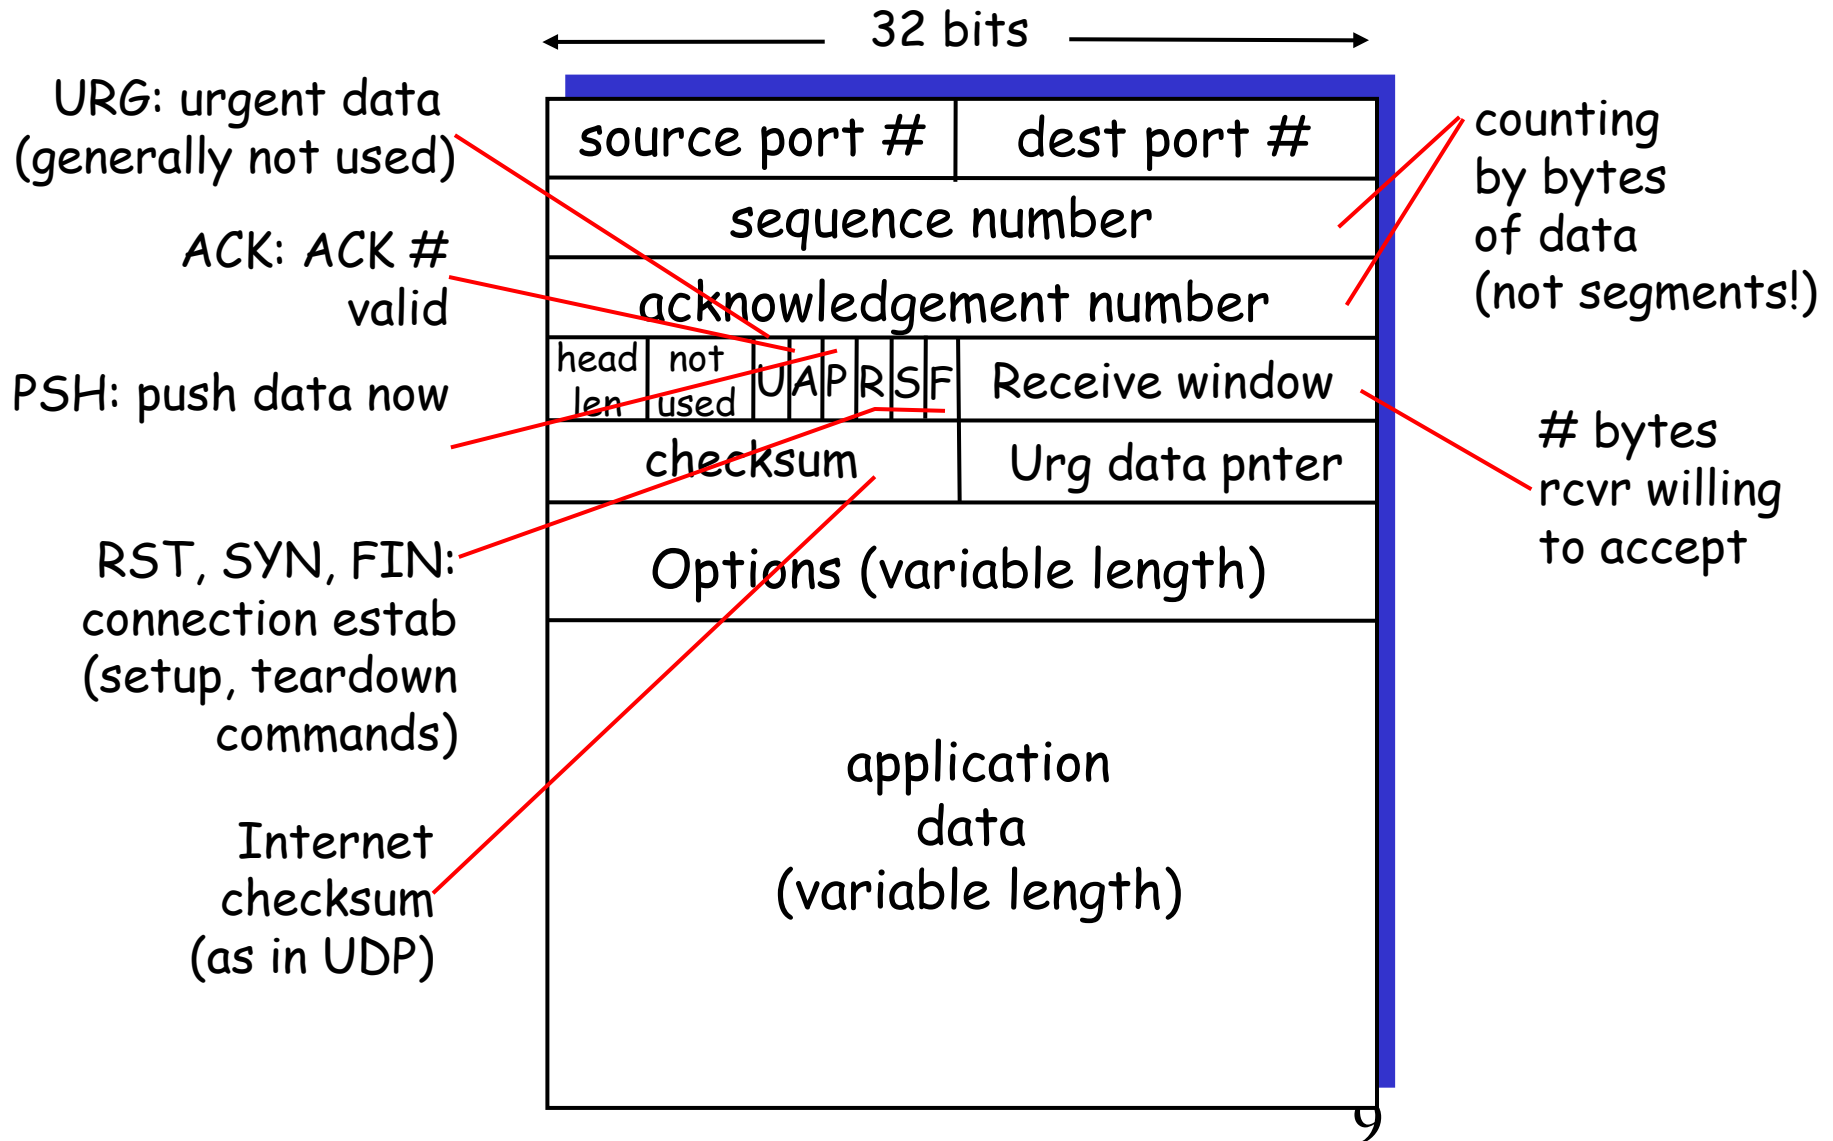 32 bits
URG: urgent data
(generally not used)
ACK: ACK #
valid
PSH: push data now
RST, SYN, FIN:
connection estab
(setup, teardown
commands)
Internet
checksum
(as in UDP)
source port #
dest port #
sequence number
acknowledgement number
head
len
not
used
U
A
P
R
S
F
Receive window
checksum
Urg data pnter
Options (variable length)
application
data
(variable length)
counting
by bytes
of data
(not segments!)
# bytes
rcvr willing
to accept
9